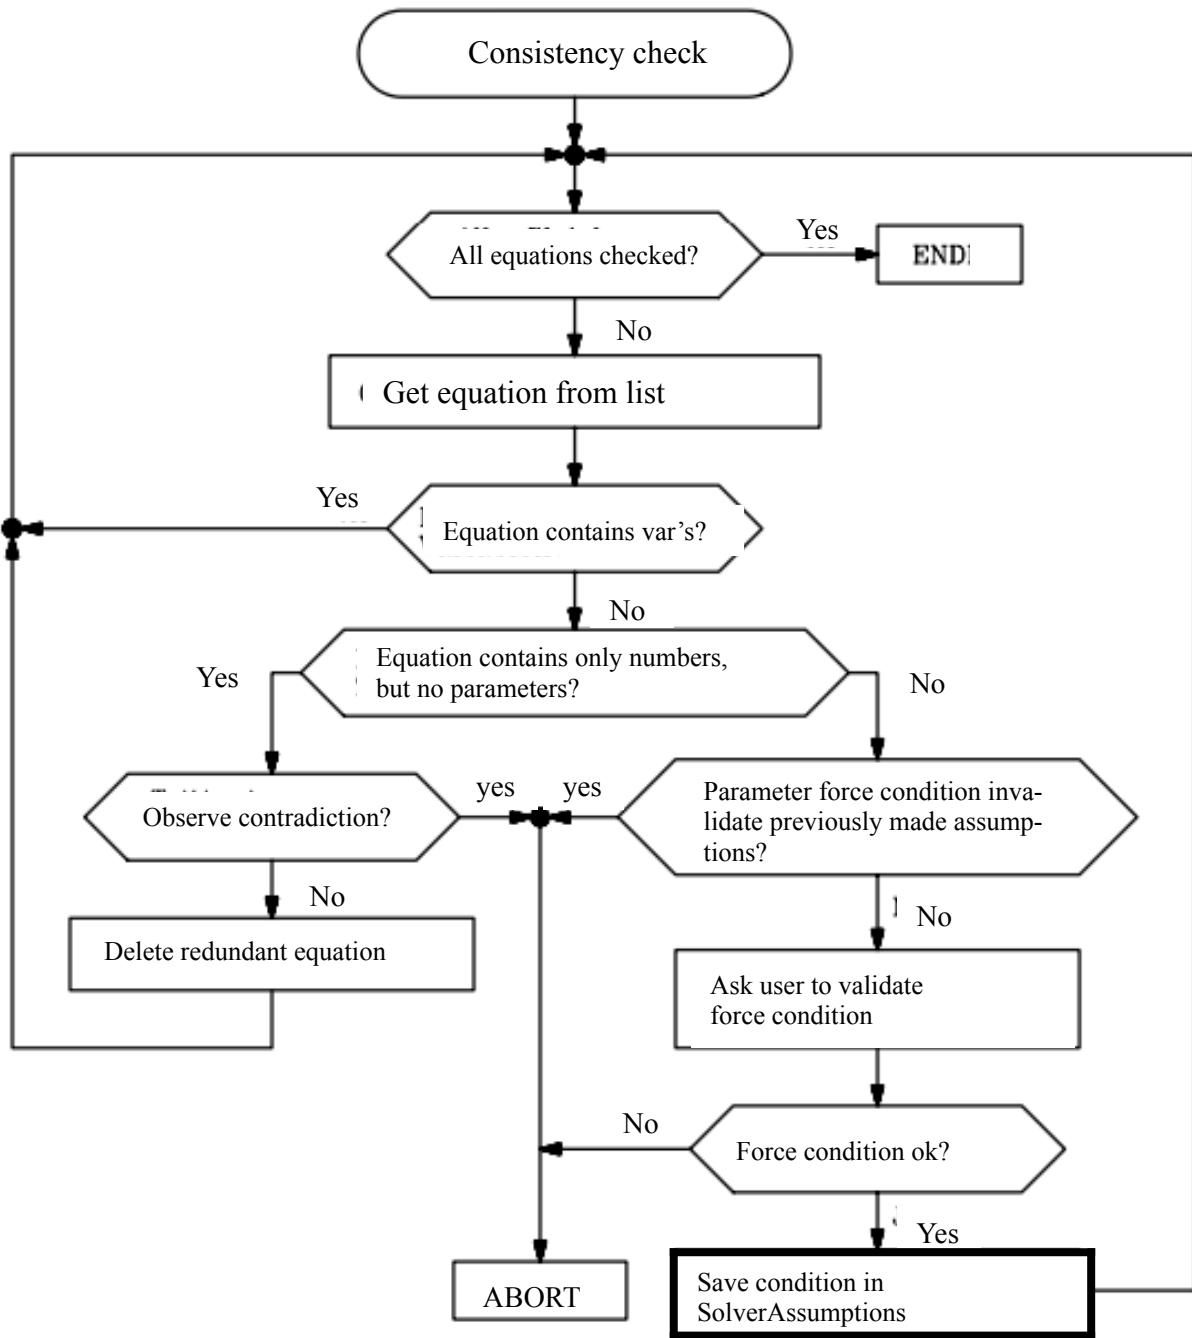 Consistency check
All equations checked?
Yes
END
No
Get equation from list
Yes
Equation contains var's?
No
Equation contains only numbers,
but no parameters?
Yes
No
Observe contradiction?
yes
yes
Parameter force condition inva-
lidate previously made assump-
tions?
No
No
Delete redundant equation
Ask user to validate
force condition
No
Force condition ok?
Yes
ABORT
Save condition in
SolverAssumptions